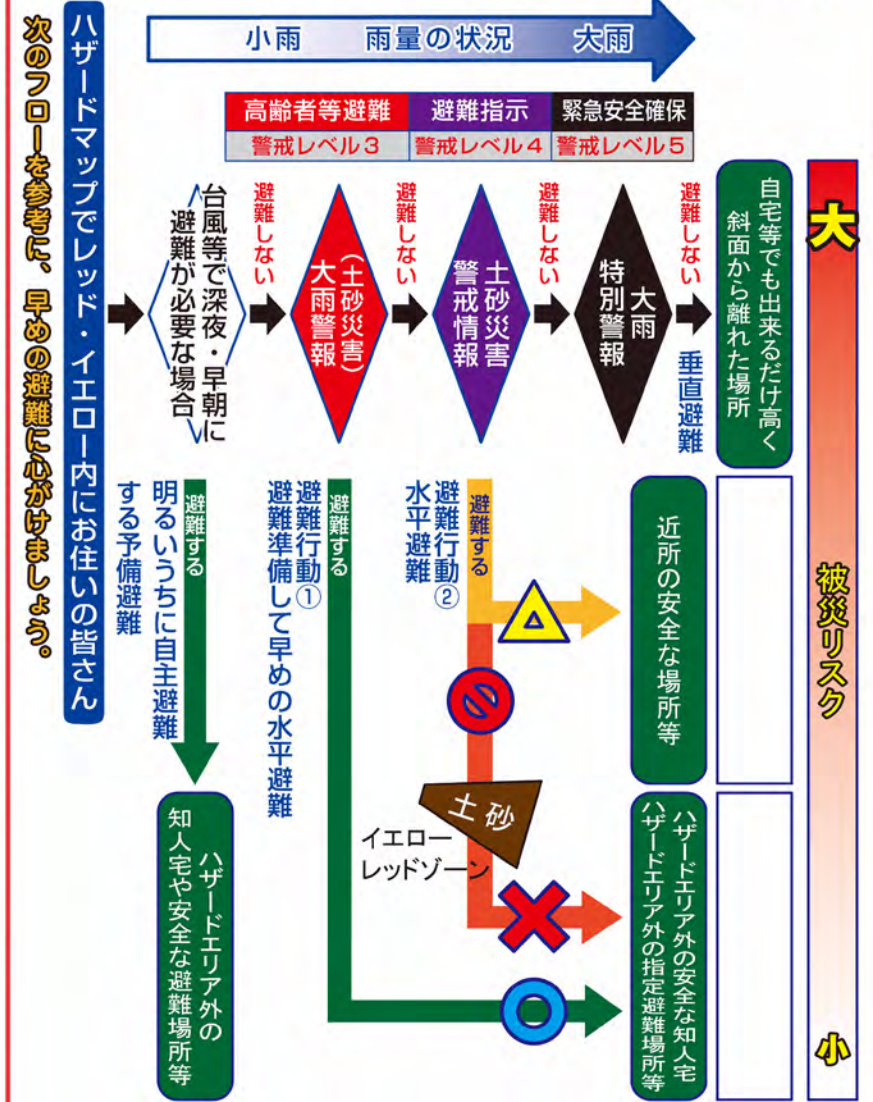 次のフローを参考に、早めの避難に心がけましょう。
ハザードマップでレッド・イエロー内にお住いの皆さん
小雨 雨量の状況 大雨
高齢者等避難
警戒レベル3
避難指示
警戒レベル4
緊急安全確保
警戒レベル5
台風等で深夜・早朝に
避難が必要な場合
避難しない
(土砂災害)
大雨警報
避難しない
土砂災害
警戒情報
避難しない
大雨
特別警報
避難しない
垂直避難
自宅等でも出来るだけ高く
斜面から離れた場所
避難する
明るいうちに自主避難
する予備避難
ハザードエリア外の
知人宅や安全な避難場所等
避難する
避難行動①
避難準備して早めの水平避難
避難する
避難行動②
水平避難
近所の安全な場所等
土砂
イエロー
レッドゾーン
ハザードエリア外の安全な知人宅
ハザードエリア外の指定避難場所等
大
被災リスク
小